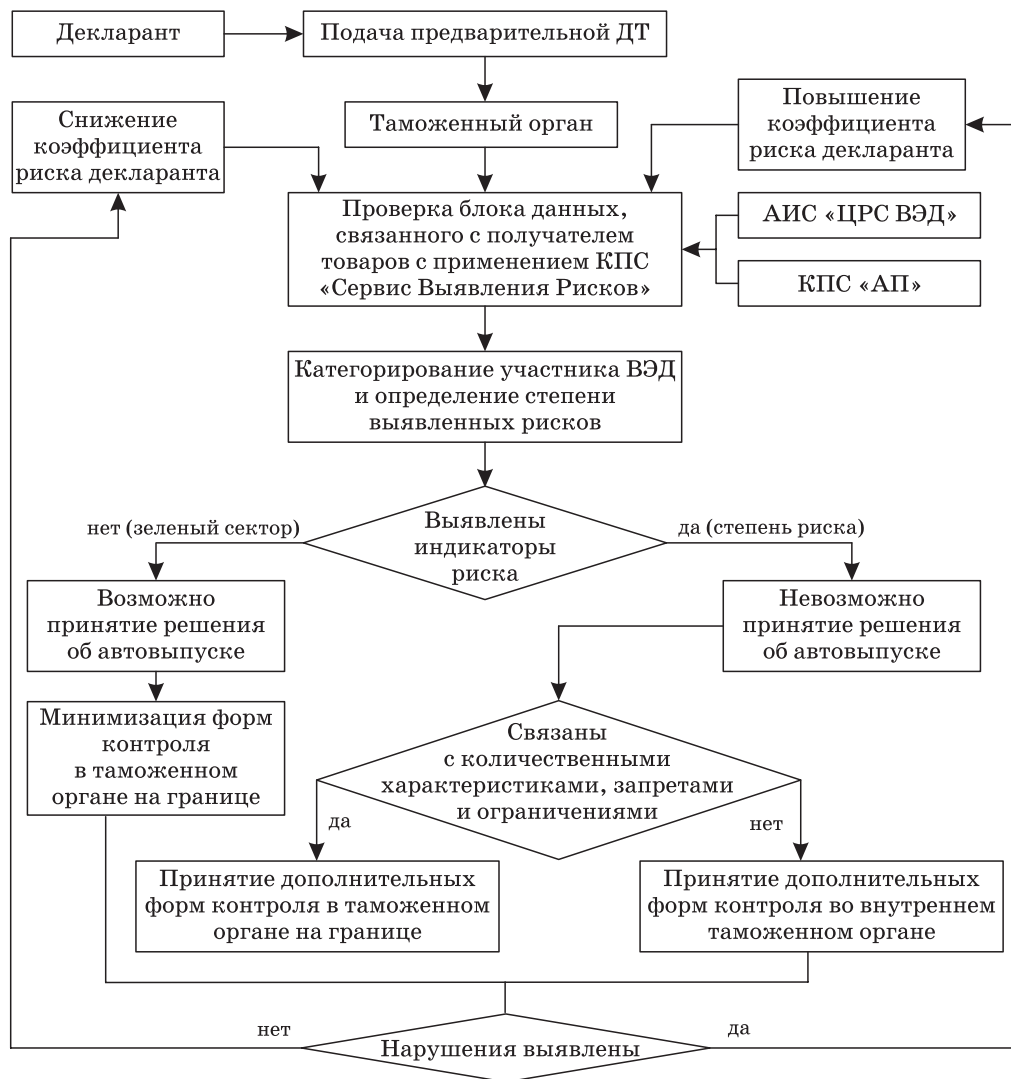 Декларант
Подача предварительной ДТ
Снижение
коэффициента
риска декларанта
Таможенный орган
Повышение
коэффициента
риска декларанта
Проверка блока данных,
связанного с получателем
товаров с применением КПС
«Сервис Выявления Рисков»
АИС «ЦРС ВЭД»
КПС «АП»
Категорирование участника ВЭД
и определение степени
выявленных рисков
Выявлены
индикаторы
риска
нет (зеленый сектор)
да (степень риска)
Возможно
принятие решения
об автовыпуске
Невозможно
принятие решения
об автовыпуске
Минимизация форм
контроля
в таможенном
органе на границе
Связаны
с количественными
характеристиками, запретами
и ограничениями
да
нет
Принятие дополнительных
форм контроля в таможенном
органе на границе
Принятие дополнительных
форм контроля во внутреннем
таможенном органе
нет
Нарушения выявлены
да